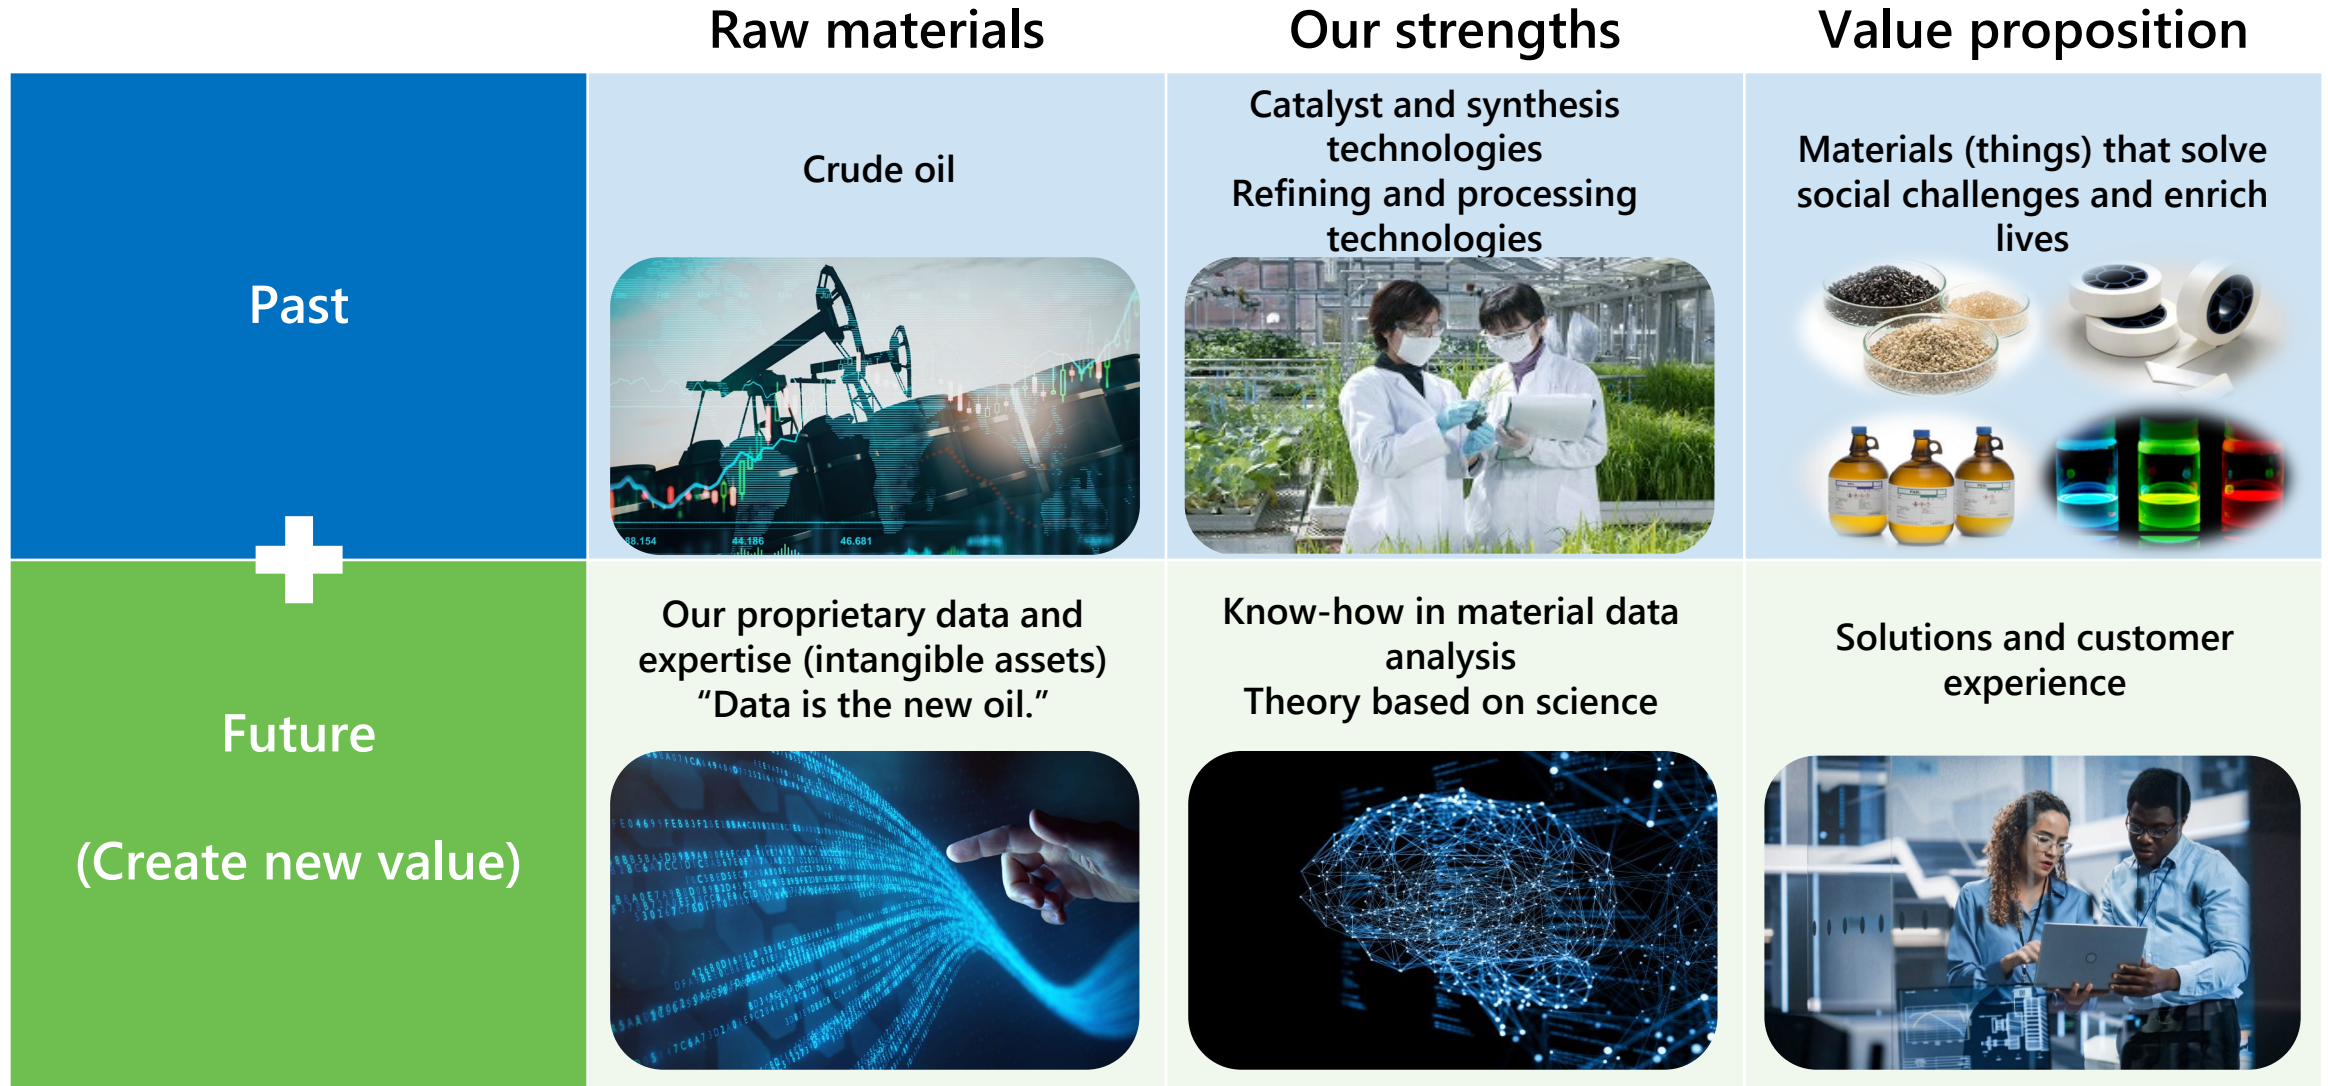 Raw materials
Our strengths
Value proposition
Past
Crude oil
Catalyst and synthesis
technologies
Refining and processing
technologies
Materials (things) that solve
social challenges and enrich
lives
88.154
44.186
46.681
Future
(Create new value)
Our proprietary data and
expertise (intangible assets)
“Data is the new oil.”
Know-how in material data
analysis
Theory based on science
Solutions and customer
experience